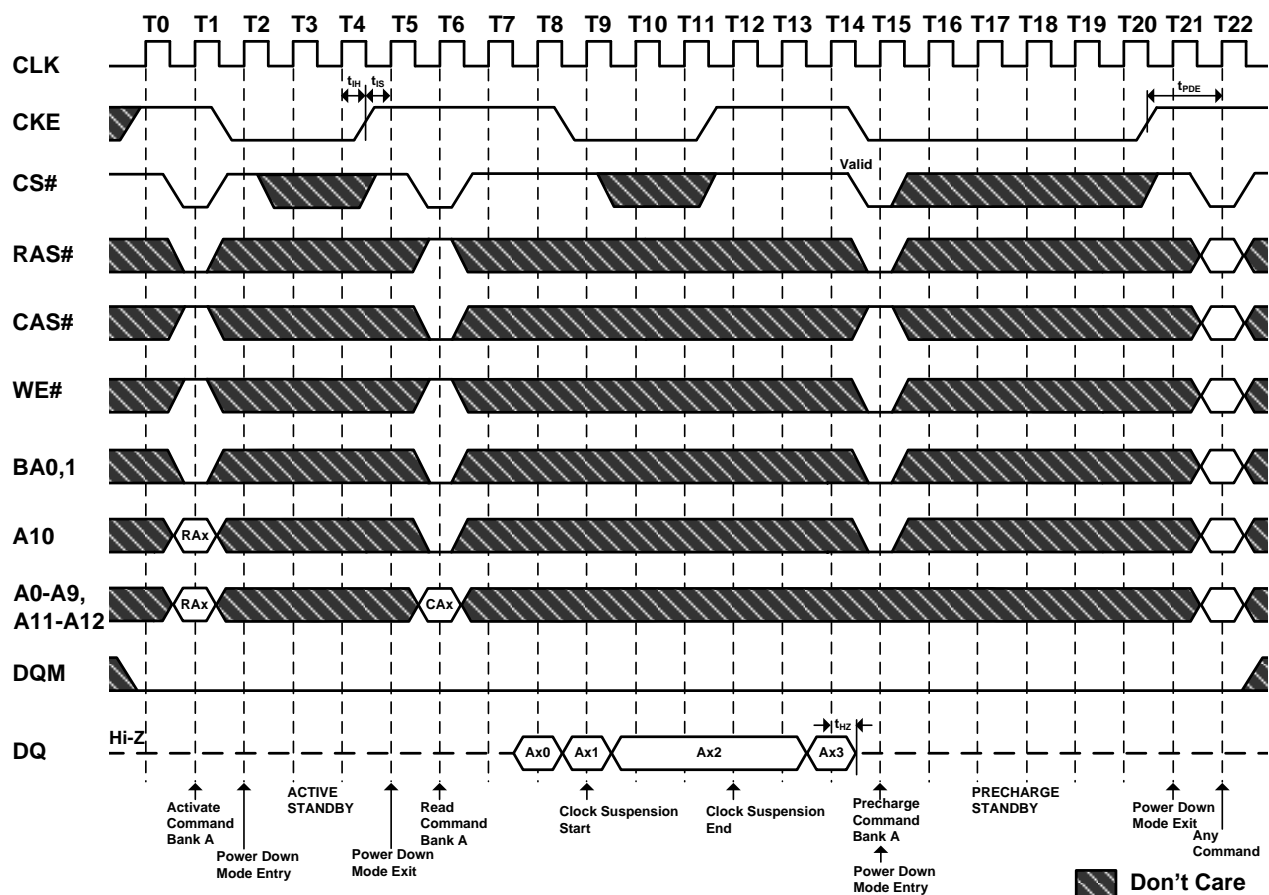 T0 T1 T2 T3 T4 T5 T6 T7 T8 T9 T10 T11 T12 T13 T14 T15 T16 T17 T18 T19 T20 T21 T22
CLK
tIH tIS tPDE
CKE
Valid
CS#
RAS#
CAS#
WE#
BA0,1
A10
RAx
A0-A9,
A11-A12
RAx CAx
DQM
Hi-Z
tHZ
DQ
Ax0 Ax1 Ax2 Ax3
Activate
Command
Bank A
Power Down
Mode Entry
ACTIVE
STANDBY
Power Down
Mode Exit
Read
Command
Bank A
Clock Suspension
Start
Clock Suspension
End
Precharge
Command
Bank A
Power Down
Mode Entry
PRECHARGE
STANDBY
Power Down
Mode Exit
Any
Command
Don't Care